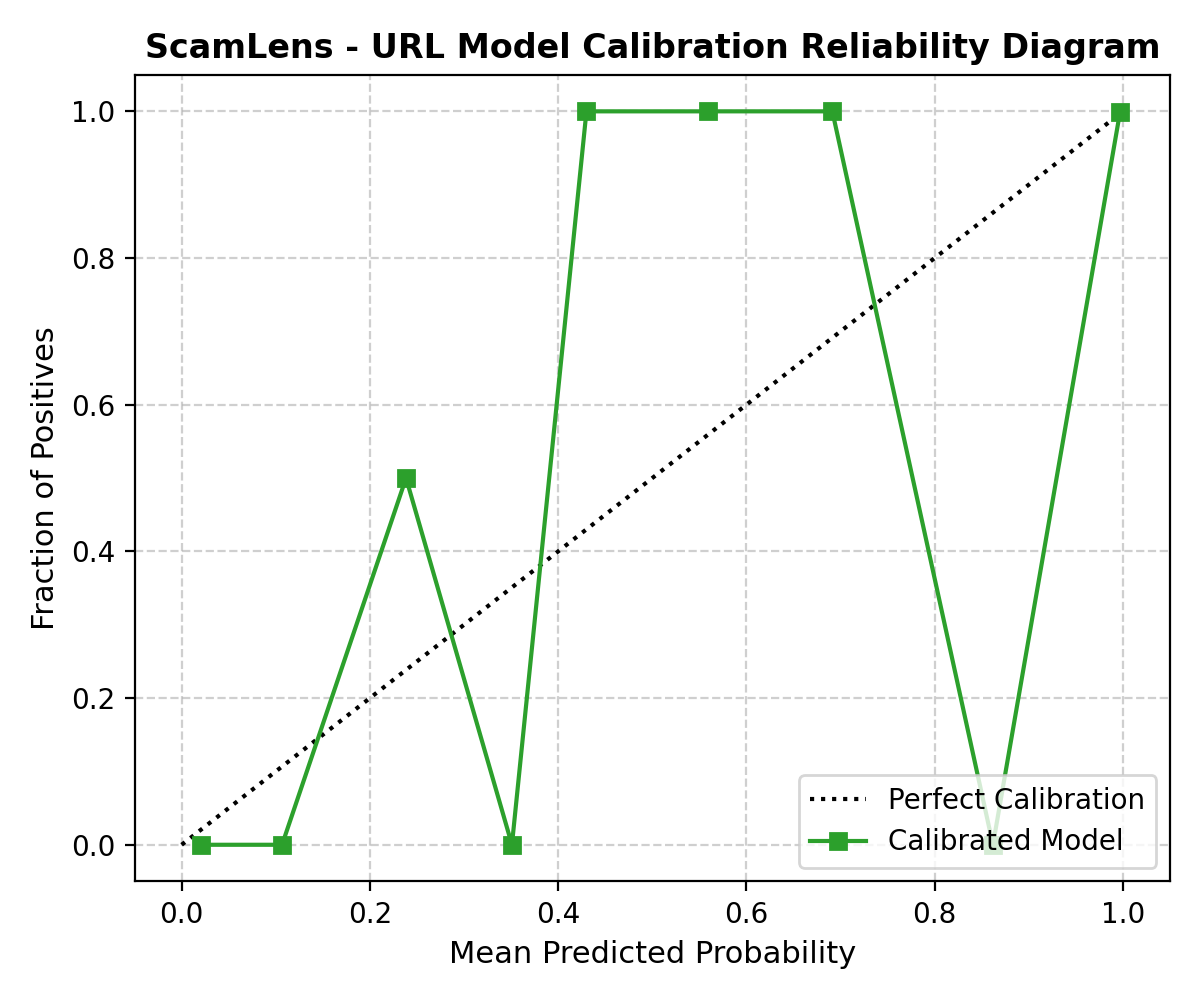 ScamLens - URL Model Calibration Reliability Diagram
Fraction of Positives
1.0
0.8
0.6
0.4
0.2
0.0
Perfect Calibration
Calibrated Model
0.0 0.2 0.4 0.6 0.8 1.0
Mean Predicted Probability